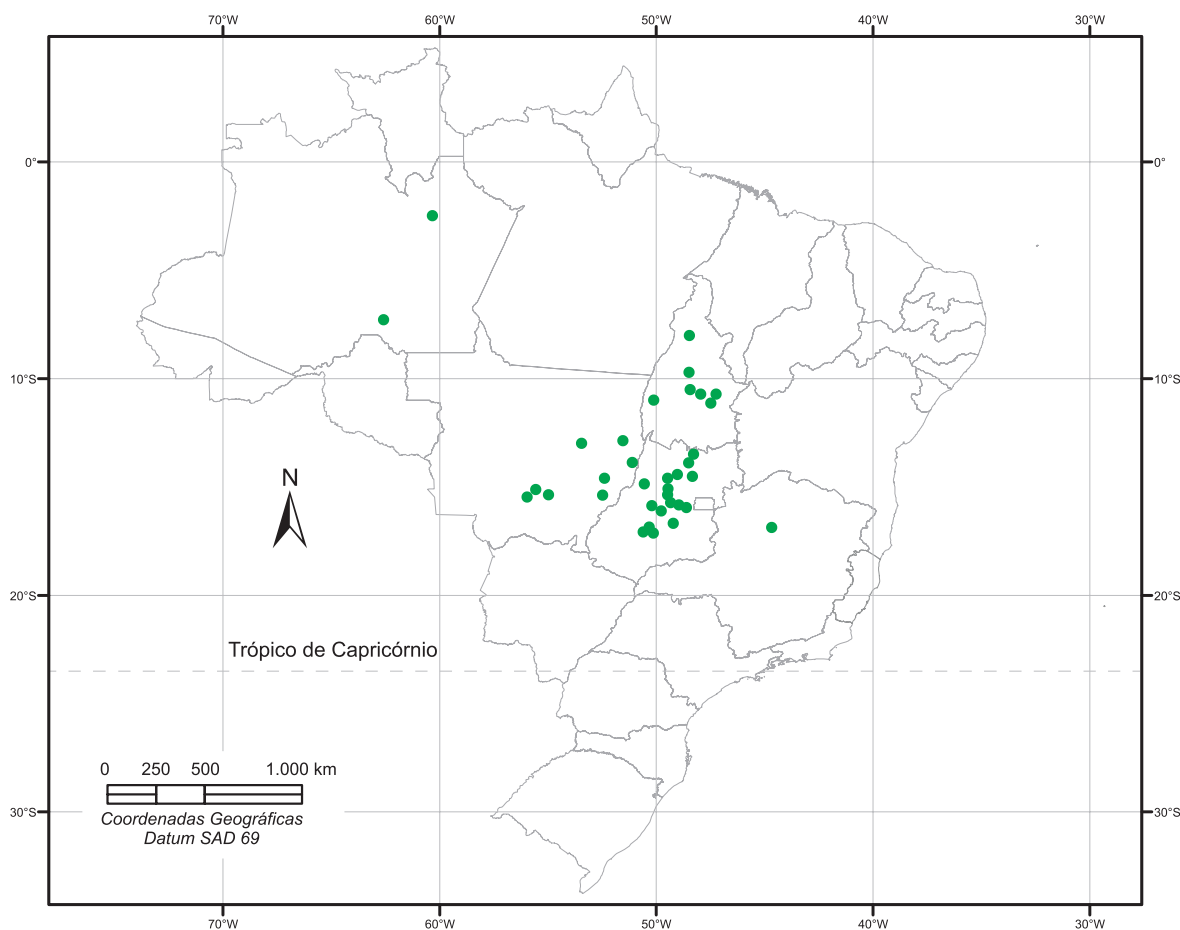 70°W 60°W 50°W 40°W 30°W
0° 0°
10°S 10°S
N
20°S 20°S
Trópico de Capricórnio
0 250 500 1.000 km
30°S 30°S
Coordenadas Geográficas
Datum SAD 69
70°W 60°W 50°W 40°W 30°W